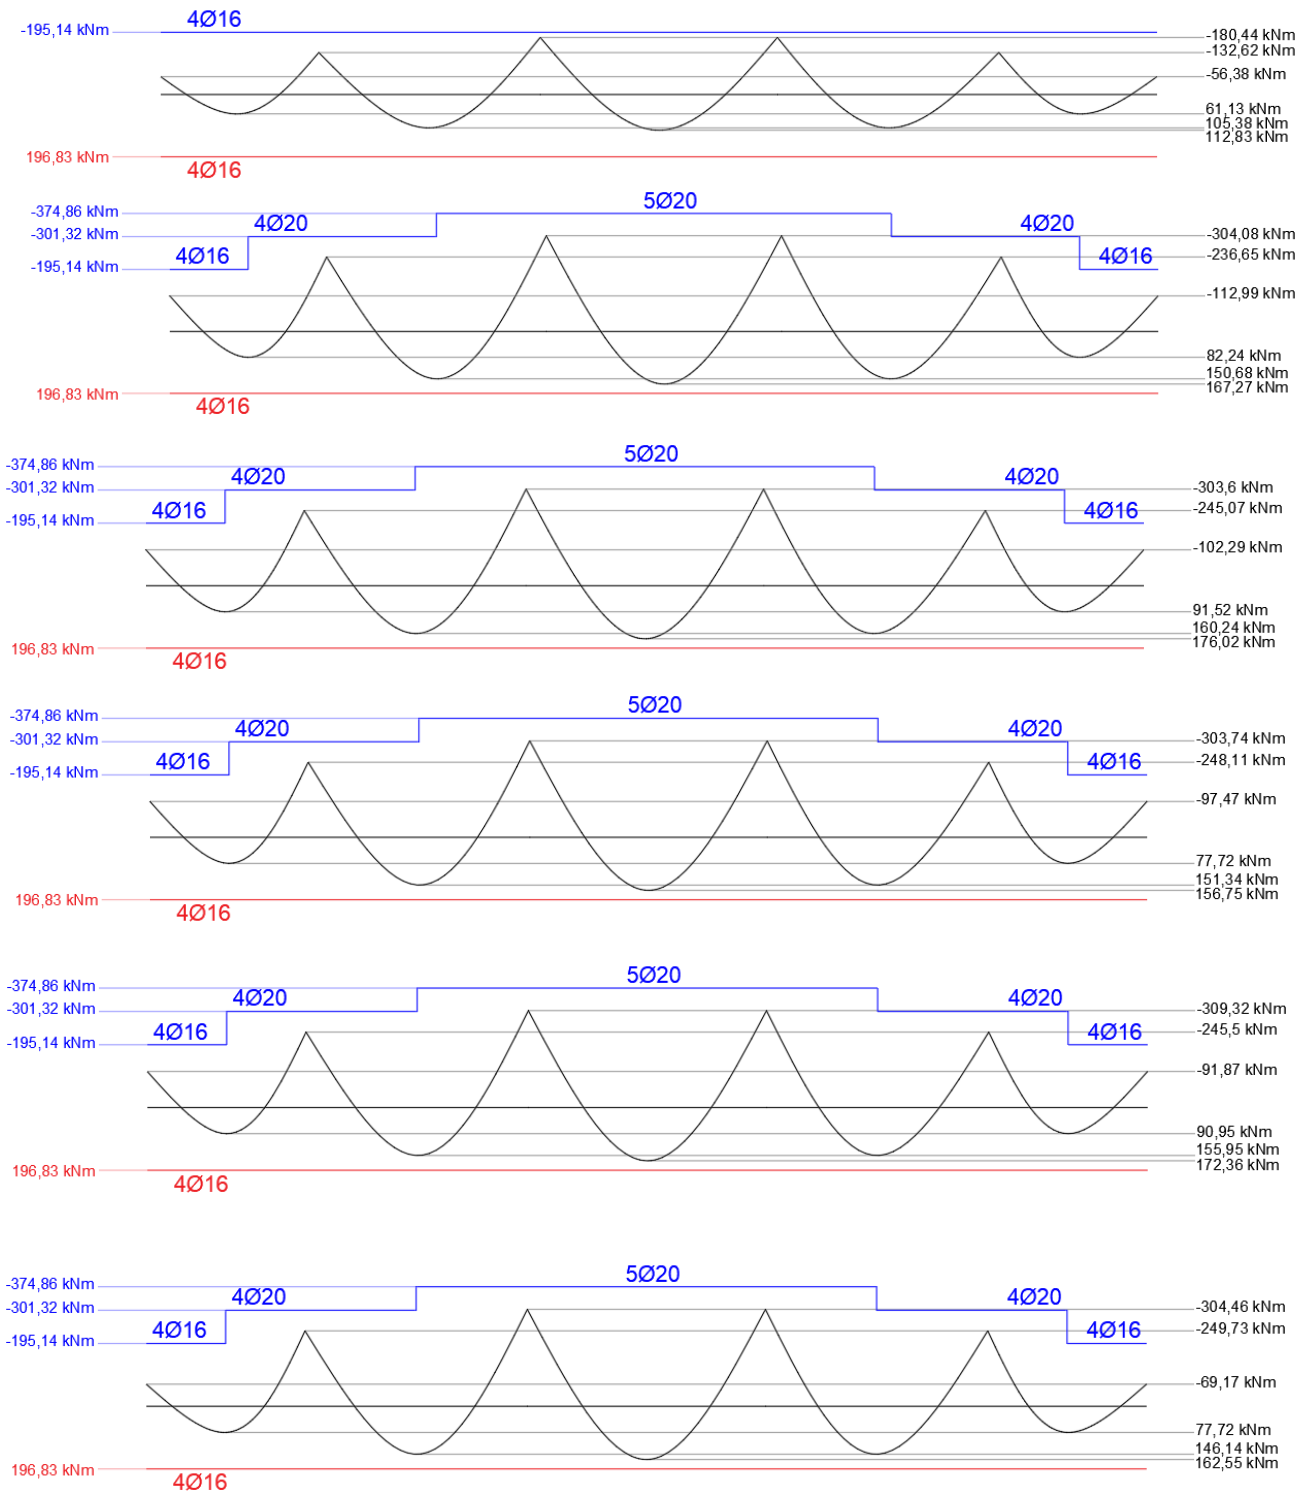 4Ø16
-195,14 kNm
-180,44 kNm
-132,62 kNm
-56,38 kNm
61,13 kNm
105,38 kNm
112,83 kNm
196,83 kNm
4Ø16
5Ø20
-374,86 kNm
4Ø20
4Ø20
-301,32 kNm
-304,08 kNm
4Ø16
4Ø16
-236,65 kNm
-195,14 kNm
-112,99 kNm
82,24 kNm
150,68 kNm
167,27 kNm
196,83 kNm
4Ø16
5Ø20
-374,86 kNm
4Ø20
4Ø20
-301,32 kNm
-303,6 kNm
4Ø16
4Ø16
-245,07 kNm
-195,14 kNm
-102,29 kNm
91,52 kNm
160,24 kNm
176,02 kNm
196,83 kNm
4Ø16
5Ø20
-374,86 kNm
4Ø20
4Ø20
-301,32 kNm
-303,74 kNm
4Ø16
4Ø16
-248,11 kNm
-195,14 kNm
-97,47 kNm
77,72 kNm
151,34 kNm
156,75 kNm
196,83 kNm
4Ø16
5Ø20
-374,86 kNm
4Ø20
4Ø20
-301,32 kNm
-309,32 kNm
4Ø16
4Ø16
-245,5 kNm
-195,14 kNm
-91,87 kNm
90,95 kNm
155,95 kNm
172,36 kNm
196,83 kNm
4Ø16
5Ø20
-374,86 kNm
4Ø20
4Ø20
-301,32 kNm
-304,46 kNm
4Ø16
4Ø16
-249,73 kNm
-195,14 kNm
-69,17 kNm
77,72 kNm
146,14 kNm
162,55 kNm
196,83 kNm
4Ø16